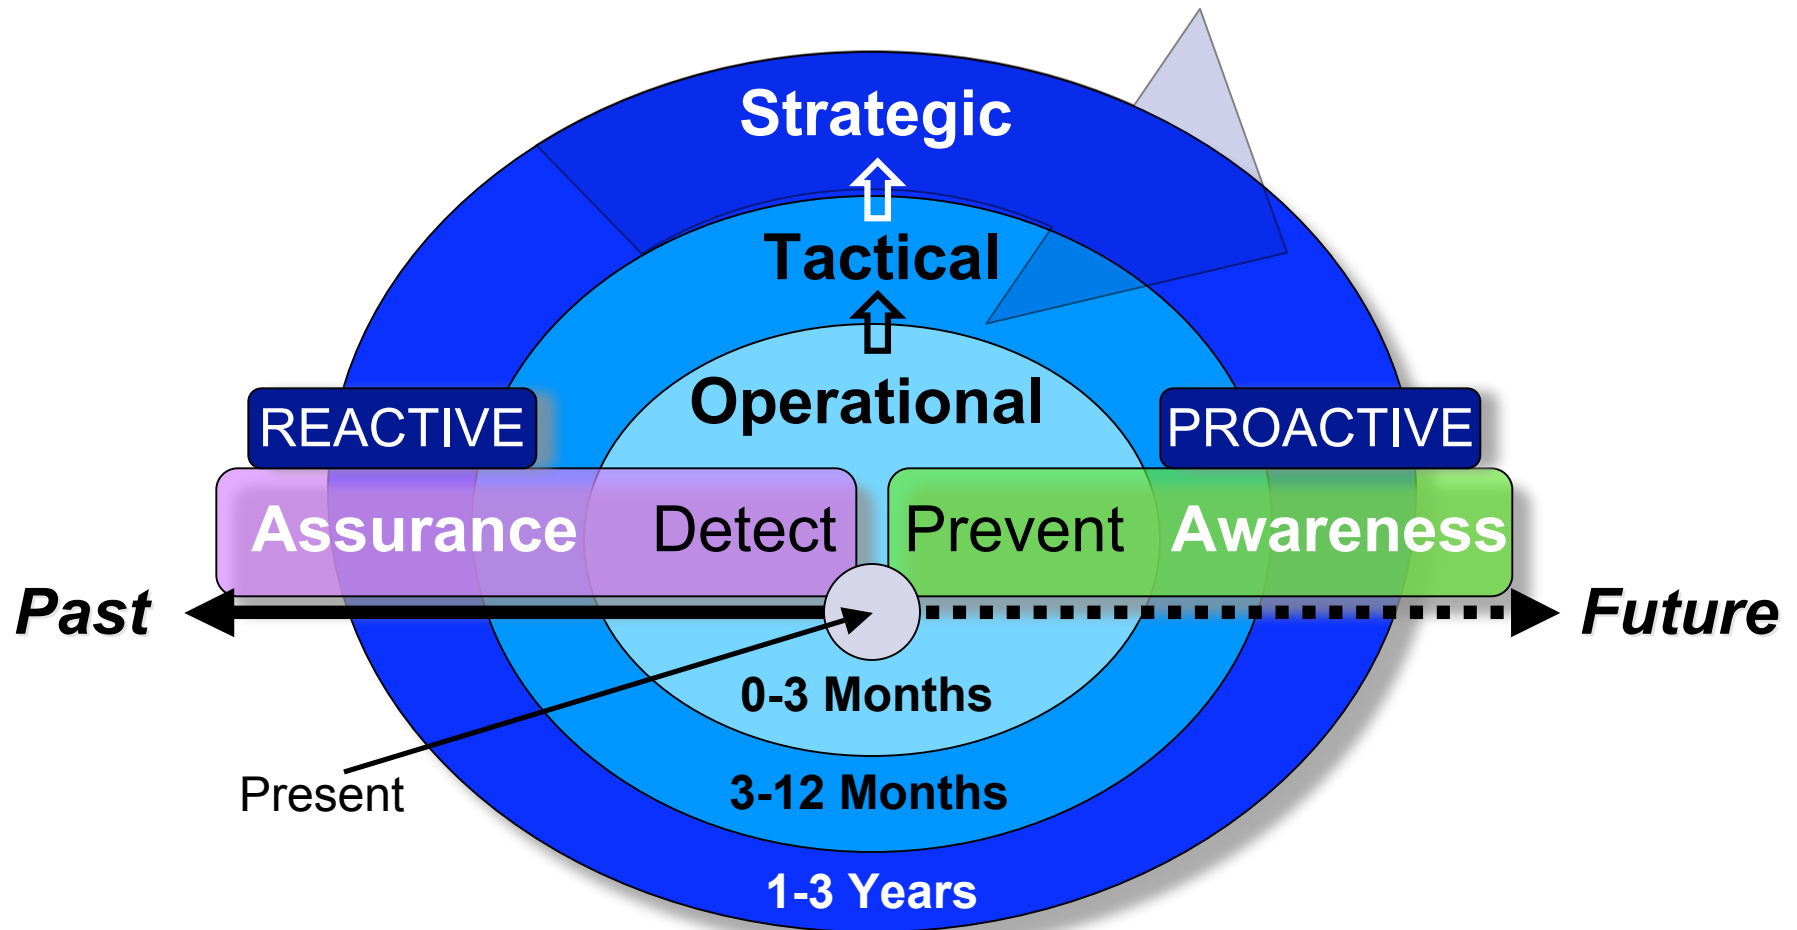 Strategic
Tactical
Operational
REACTIVE
PROACTIVE
Assurance Detect Prevent Awareness
Past
Future
0-3 Months
Present
3-12 Months
1-3 Years